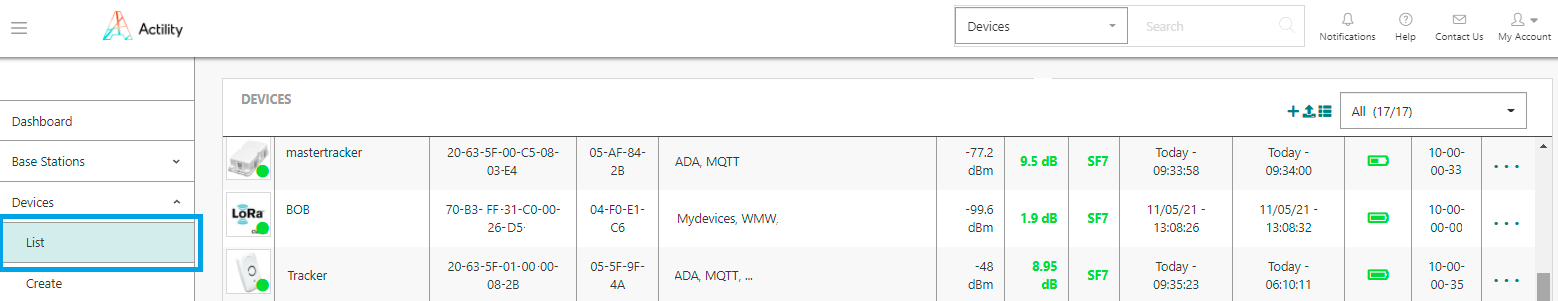 Actility
Devices
Search
Notifications
Help
Contact Us
My Account
Dashboard
Base Stations
Devices
List
Create
DEVICES
All (17/17)
mastertracker
20-63-5F-00-C5-08-
03-E4
05-AF-84-
2B
ADA, MQTT
-77.2
dBm
9.5 dB
SF7
Today -
09:33:58
Today -
09:34:00
10-00-
00-33
...
LoRa
BOB
70-B3- FF-31-C0-00-
26-D5-
04-F0-E1-
C6
Mydevices, WMW,
-99.6
dBm
1.9 dB
SF7
11/05/21 -
13:08:26
11/05/21 -
13:08:32
10-00-
00-00
...
Tracker
20-63-5F-01-00-00-
08-2B
05-5F-9F-
4A
ADA, MQTT, ...
-48
dBm
8.95
dB
SF7
Today -
09:35:23
Today -
06:10:11
10-00-
00-35
...